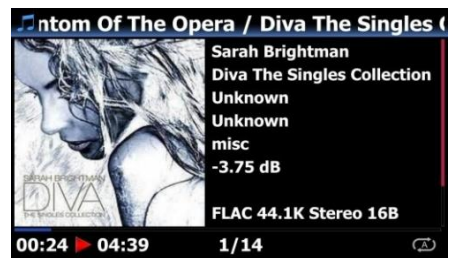 ntom Of The Opera / Diva The Singles (
Sarah Brightman
Diva The Singles Collection
Unknown
Unknown
misc
-3.75 dB
FLAC 44.1K Stereo 16B
SARAH BRIGHTMAN
DIVA
THE SINGLES COLLECTION
00:24 04:39 1/14 A